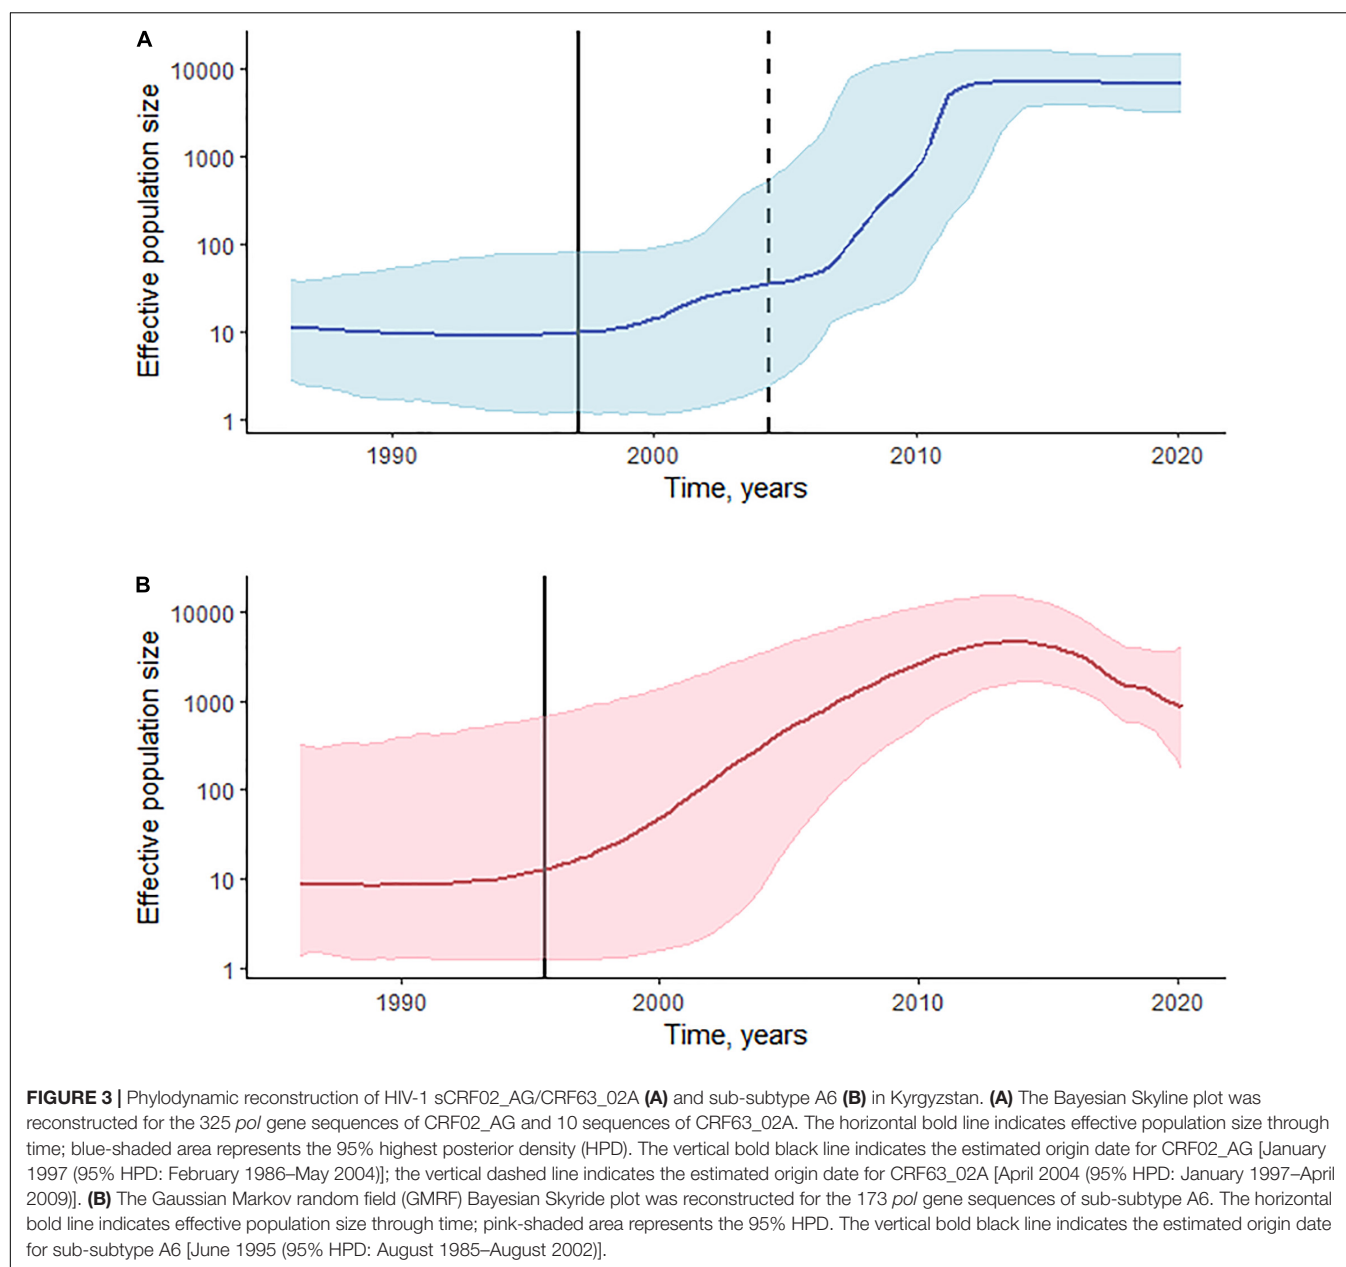 A
Effective population size
10000
1000
100
10
1
1990 2000 2010 2020
Time, years
B
Effective population size
10000
1000
100
10
1
1990 2000 2010 2020
Time, years
FIGURE 3 | Phylodynamic reconstruction of HIV-1 sCRF02_AG/CRF63_02A (A) and sub-subtype A6 (B) in Kyrgyzstan. (A) The Bayesian Skyline plot was
reconstructed for the 325 pol gene sequences of CRF02_AG and 10 sequences of CRF63_02A. The horizontal bold line indicates effective population size through
time; blue-shaded area represents the 95% highest posterior density (HPD). The vertical bold black line indicates the estimated origin date for CRF02_AG [January
1997 (95% HPD: February 1986–May 2004)]; the vertical dashed line indicates the estimated origin date for CRF63_02A [April 2004 (95% HPD: January 1997–April
2009)]. (B) The Gaussian Markov random field (GMRF) Bayesian Skyride plot was reconstructed for the 173 pol gene sequences of sub-subtype A6. The horizontal
bold line indicates effective population size through time; pink-shaded area represents the 95% HPD. The vertical bold black line indicates the estimated origin date
for sub-subtype A6 [June 1995 (95% HPD: August 1985–August 2002)].